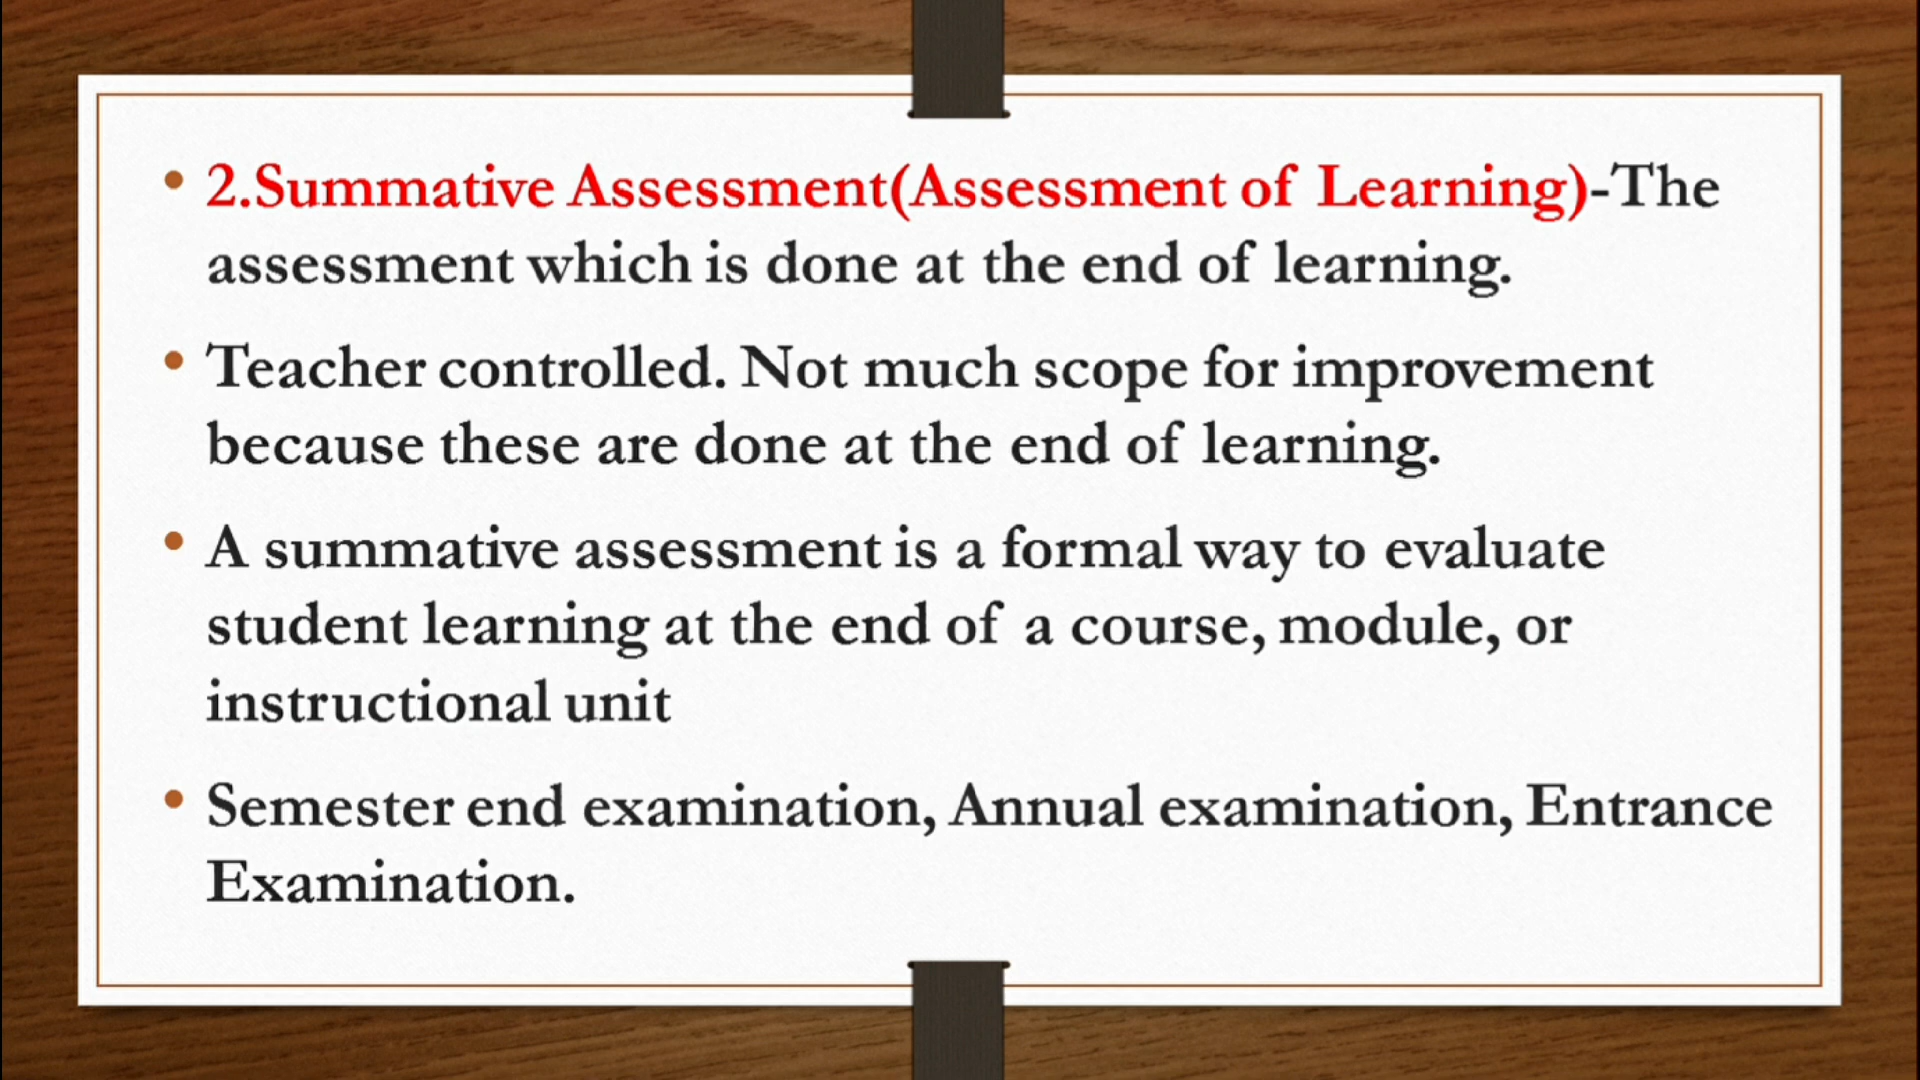 • 2.Summative Assessment(Assessment of Learning)-The
assessment which is done at the end of learning.
• Teacher controlled. Not much scope for improvement
because these are done at the end of learning.
• A summative assessment is a formal way to evaluate
student learning at the end of a course, module, or
instructional unit
• Semester end examination, Annual examination, Entrance
Examination.